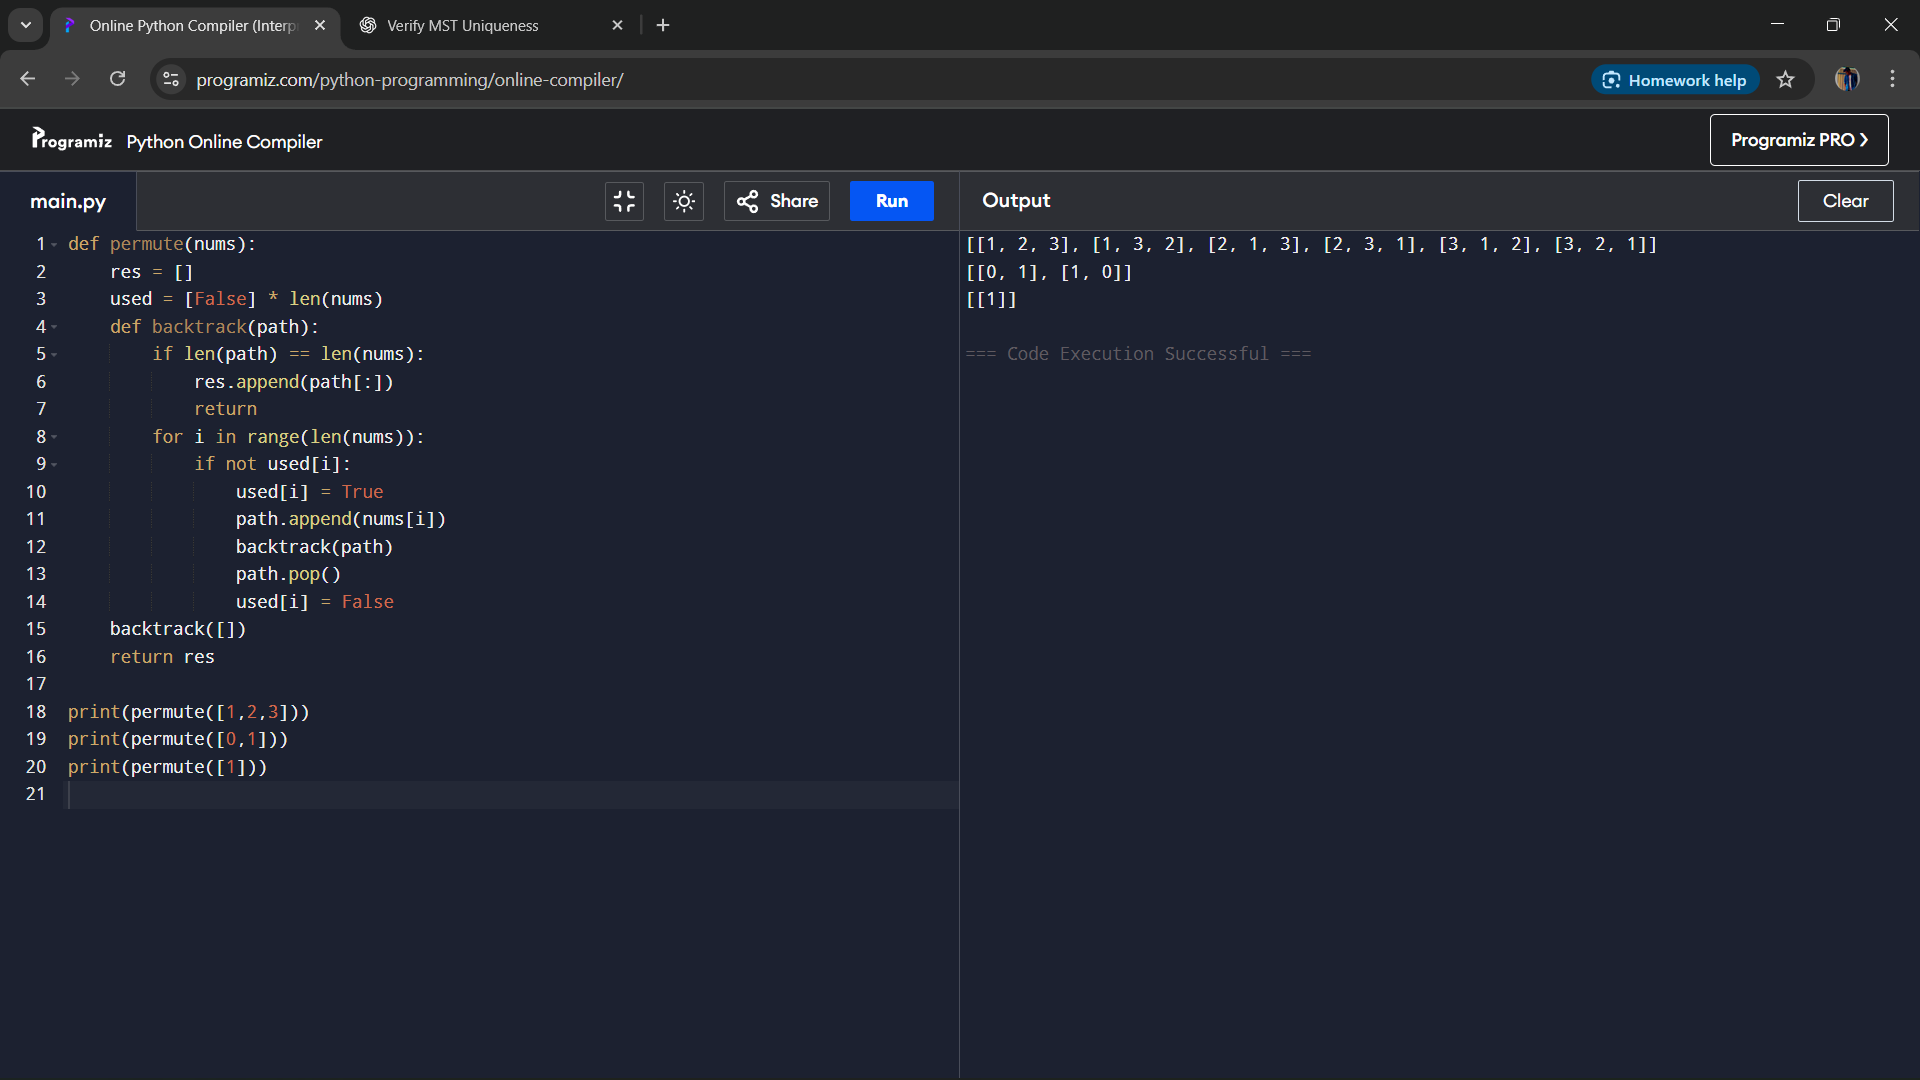 Online Python Compiler (Interp
Verify MST Uniqueness
programiz.com/python-programming/online-compiler/
Homework help
Programiz Python Online Compiler
Programiz PRO
main.py
Share
Run
Output
Clear
1 def permute(nums):
2     res = []
3     used = [False] * len(nums)
4     def backtrack(path):
5         if len(path) == len(nums):
6             res.append(path[:])
7             return
8         for i in range(len(nums)):
9             if not used[i]:
10                 used[i] = True
11                 path.append(nums[i])
12                 backtrack(path)
13                 path.pop()
14                 used[i] = False
15     backtrack([])
16     return res
17
18 print(permute([1,2,3]))
19 print(permute([0,1]))
20 print(permute([1]))
21
[[1, 2, 3], [1, 3, 2], [2, 1, 3], [2, 3, 1], [3, 1, 2], [3, 2, 1]]
[[0, 1], [1, 0]]
[[1]]
=== Code Execution Successful ===